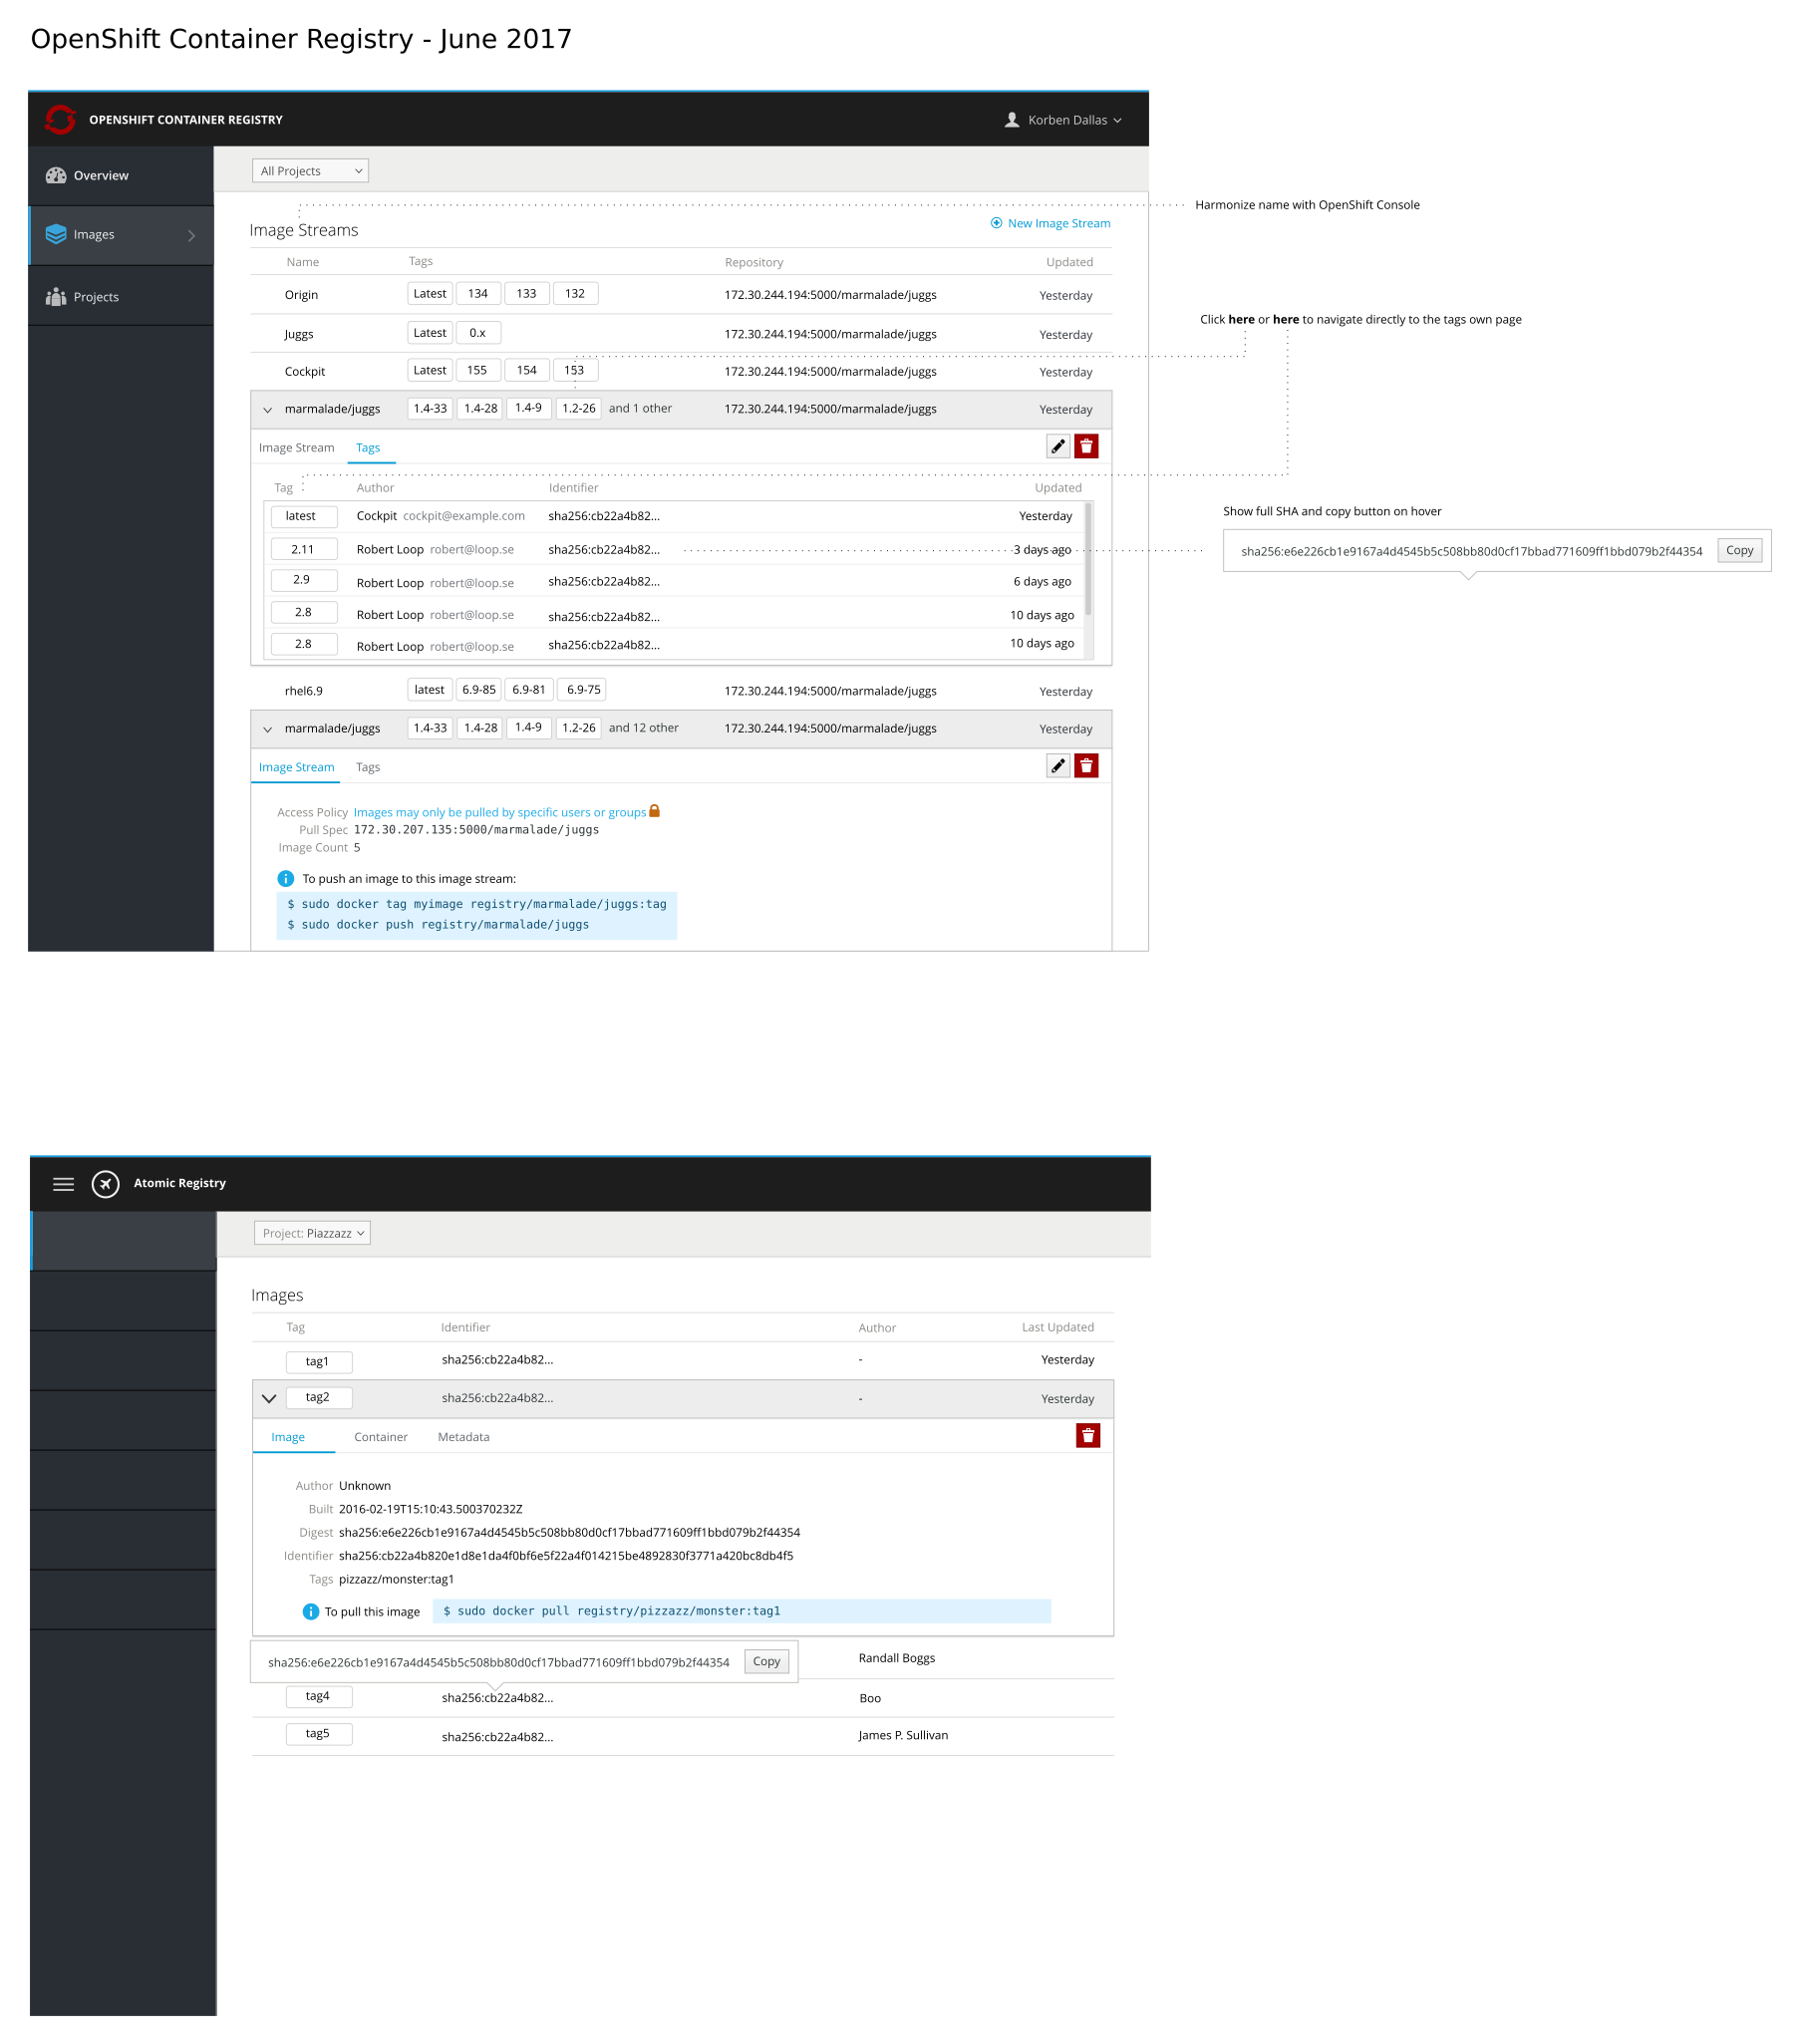 OpenShift Container Registry - June 2017
OPENSHIFT CONTAINER REGISTRY
Korben Dallas
Overview
Images
Projects
All Projects
Harmonize name with OpenShift Console
Image Streams
New Image Stream
Name Tags Repository Updated
Origin Latest 134 133 132 172.30.244.194:5000/marmalade/juggs Yesterday
Click here or here to navigate directly to the tags own page
Juggs Latest 0.x 172.30.244.194:5000/marmalade/juggs Yesterday
Cockpit Latest 155 154 153 172.30.244.194:5000/marmalade/juggs Yesterday
marmalade/juggs 1.4-33 1.4-28 1.4-9 1.2-26 and 1 other 172.30.244.194:5000/marmalade/juggs Yesterday
Image Stream Tags
Tag Author Identifier Updated
latest Cockpit cockpit@example.com sha256:cb22a4b82... Yesterday
Show full SHA and copy button on hover
2.11 Robert Loop robert@loop.se sha256:cb22a4b82... 3 days ago
sha256:e6e226cb1e9167a4d4545b5c508bb80d0cf17bbad771609ff1bbd079b2f44354 Copy
2.9 Robert Loop robert@loop.se sha256:cb22a4b82... 6 days ago
2.8 Robert Loop robert@loop.se sha256:cb22a4b82... 10 days ago
2.8 Robert Loop robert@loop.se sha256:cb22a4b82... 10 days ago
rhel6.9 latest 6.9-85 6.9-81 6.9-75 172.30.244.194:5000/marmalade/juggs Yesterday
marmalade/juggs 1.4-33 1.4-28 1.4-9 1.2-26 and 12 other 172.30.244.194:5000/marmalade/juggs Yesterday
Image Stream Tags
Access Policy Images may only be pulled by specific users or groups
Pull Spec 172.30.207.135:5000/marmalade/juggs
Image Count 5
To push an image to this image stream:
$ sudo docker tag myimage registry/marmalade/juggs:tag
$ sudo docker push registry/marmalade/juggs
Atomic Registry
Project: Piazzazz
Images
Tag Identifier Author Last Updated
tag1 sha256:cb22a4b82... - Yesterday
tag2 sha256:cb22a4b82... - Yesterday
Image Container Metadata
Author Unknown
Built 2016-02-19T15:10:43.500370232Z
Digest sha256:e6e226cb1e9167a4d4545b5c508bb80d0cf17bbad771609ff1bbd079b2f44354
Identifier sha256:cb22a4b820e1d8e1da4f0bf6e5f22a4f014215be4892830f3771a420bc8db4f5
Tags pizzazz/monster:tag1
To pull this image $ sudo docker pull registry/pizzazz/monster:tag1
sha256:e6e226cb1e9167a4d4545b5c508bb80d0cf17bbad771609ff1bbd079b2f44354 Copy Randall Boggs
tag4 sha256:cb22a4b82... Boo
tag5 sha256:cb22a4b82... James P. Sullivan